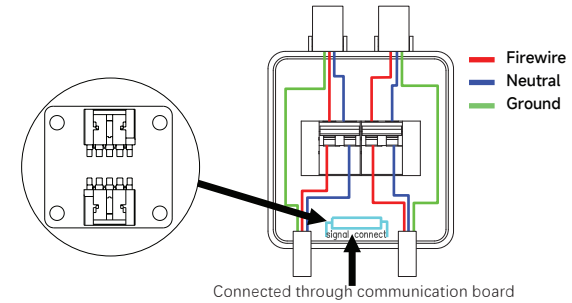 Firewire
Neutral
Ground
signal connect
Connected through communication board